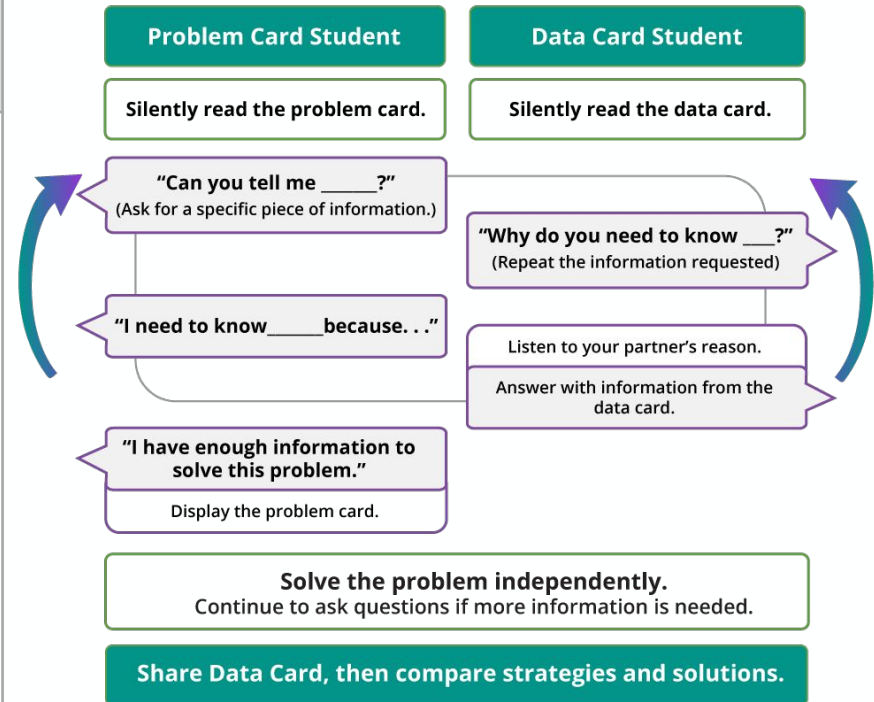 Problem Card Student
Data Card Student
Silently read the problem card.
Silently read the data card.
“Can you tell me ______?”
(Ask for a specific piece of information.)
“Why do you need to know ___?”
(Repeat the information requested)
“I need to know______because. . .”
Listen to your partner’s reason.
Answer with information from the
data card.
“I have enough information to
solve this problem.”
Display the problem card.
Solve the problem independently.
Continue to ask questions if more information is needed.
Share Data Card, then compare strategies and solutions.